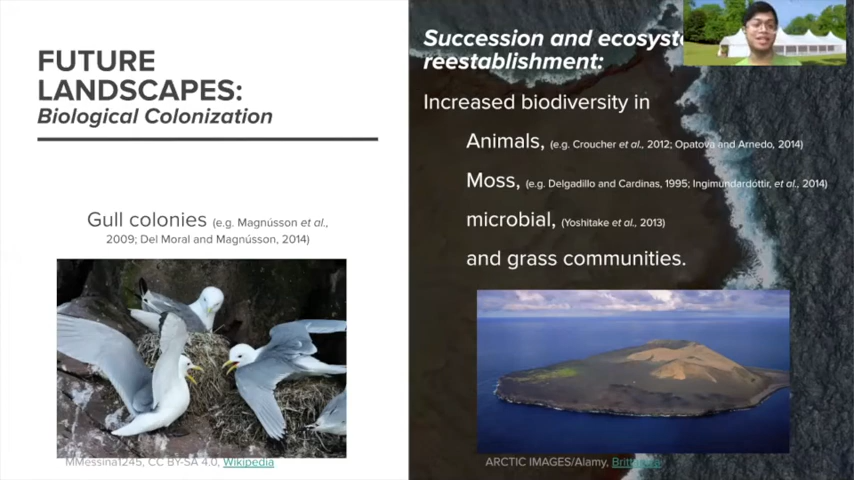 FUTURE
LANDSCAPES:
Biological Colonization
Gull colonies (e.g. Magnússon et al.,
2009; Del Moral and Magnússon, 2014)
MMessina1245, CC BY-SA 4.0, Wikipedia
Succession and ecosyste
reestablishment:
Increased biodiversity in
Animals, (e.g. Croucher et al., 2012; Opatova and Arnedo, 2014)
Moss, (e.g. Delgadillo and Cardinas, 1995; Ingimundardóttir, et al., 2014)
microbial, (Yoshitake et al., 2013)
and grass communities.
ARCTIC IMAGES/Alamy,